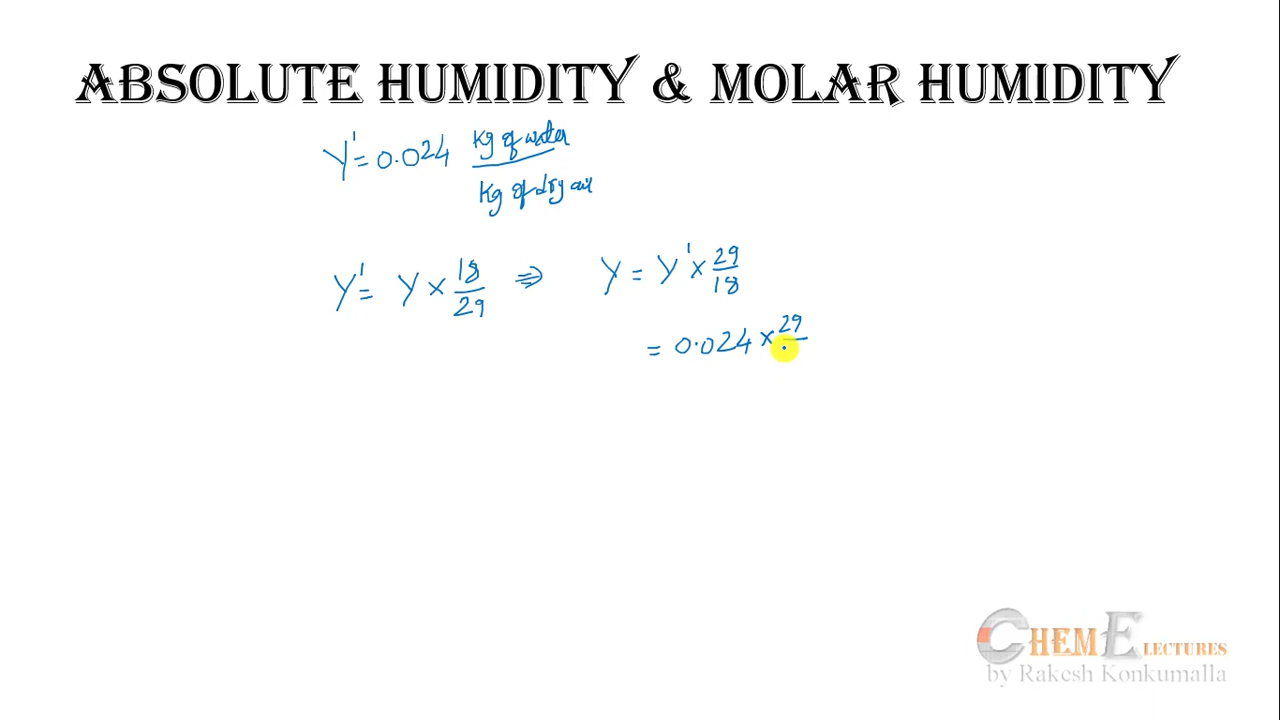 ABSOLUTE HUMIDITY & MOLAR HUMIDITY
Y' = 0.024 Kg of water / Kg of dry air
Y' = Y × 18/29 ⇒ Y = Y' × 29/18
= 0.024 × 29/
CHEM E LECTURES
by Rakesh Konkumalla